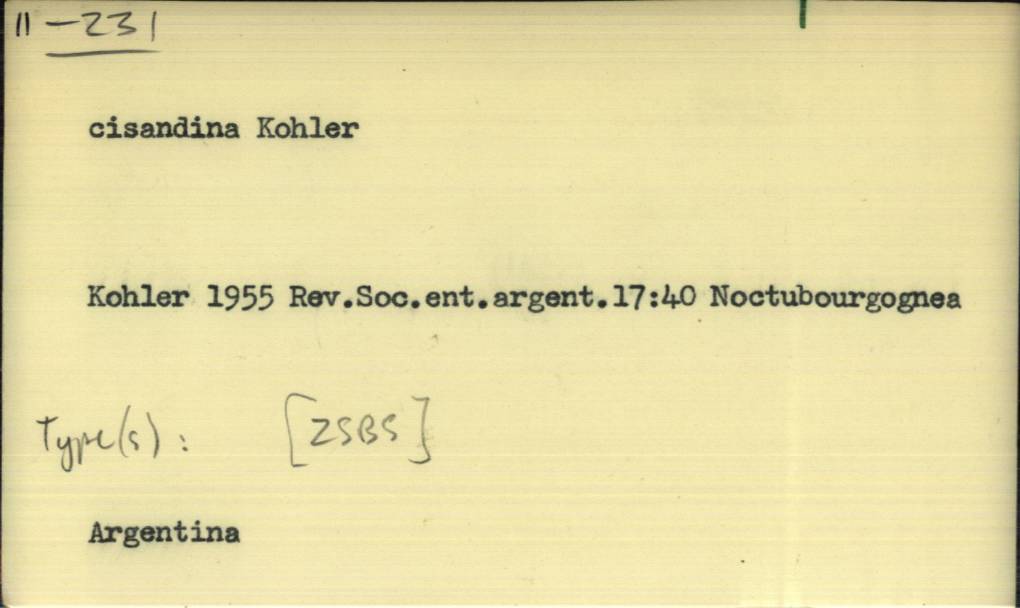 11-231
cisandina Kohler
Kohler 1955 Rev.Soc.ent.argent.17:40 Noctubourgognea
Type(s): [ZSBS]
Argentina